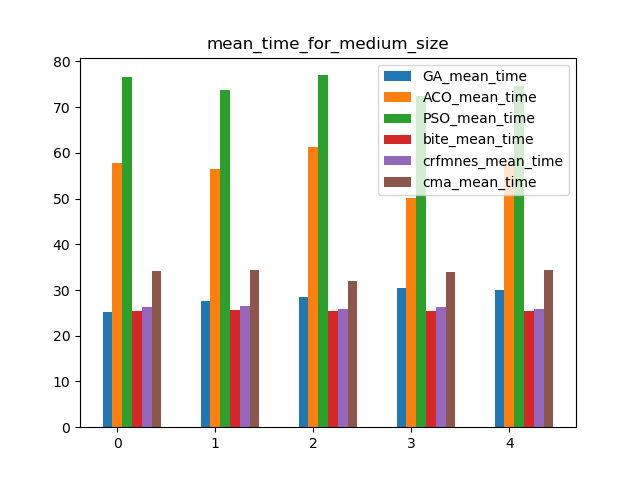 mean_time_for_medium_size
80
70
60
50
40
30
20
10
0
GA_mean_time
ACO_mean_time
PSO_mean_time
bite_mean_time
crfmnes_mean_time
cma_mean_time
0 1 2 3 4